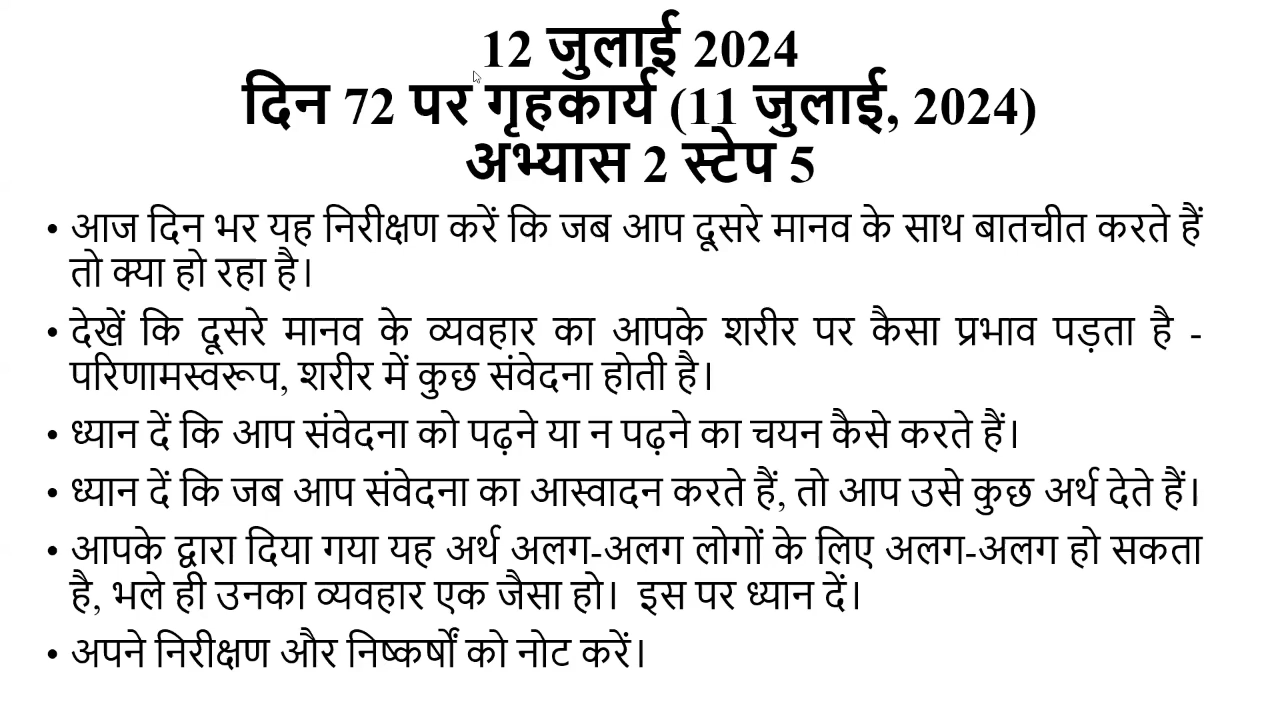 12 जुलाई 2024
दिन 72 पर गृहकार्य (11 जुलाई, 2024)
अभ्यास 2 स्टेप 5
• आज दिन भर यह निरीक्षण करें कि जब आप दूसरे मानव के साथ बातचीत करते हैं
तो क्या हो रहा है।
• देखें कि दूसरे मानव के व्यवहार का आपके शरीर पर कैसा प्रभाव पड़ता है -
परिणामस्वरूप, शरीर में कुछ संवेदना होती है।
• ध्यान दें कि आप संवेदना को पढ़ने या न पढ़ने का चयन कैसे करते हैं।
• ध्यान दें कि जब आप संवेदना का आस्वादन करते हैं, तो आप उसे कुछ अर्थ देते हैं।
• आपके द्वारा दिया गया यह अर्थ अलग-अलग लोगों के लिए अलग-अलग हो सकता
है, भले ही उनका व्यवहार एक जैसा हो। इस पर ध्यान दें।
• अपने निरीक्षण और निष्कर्षों को नोट करें।